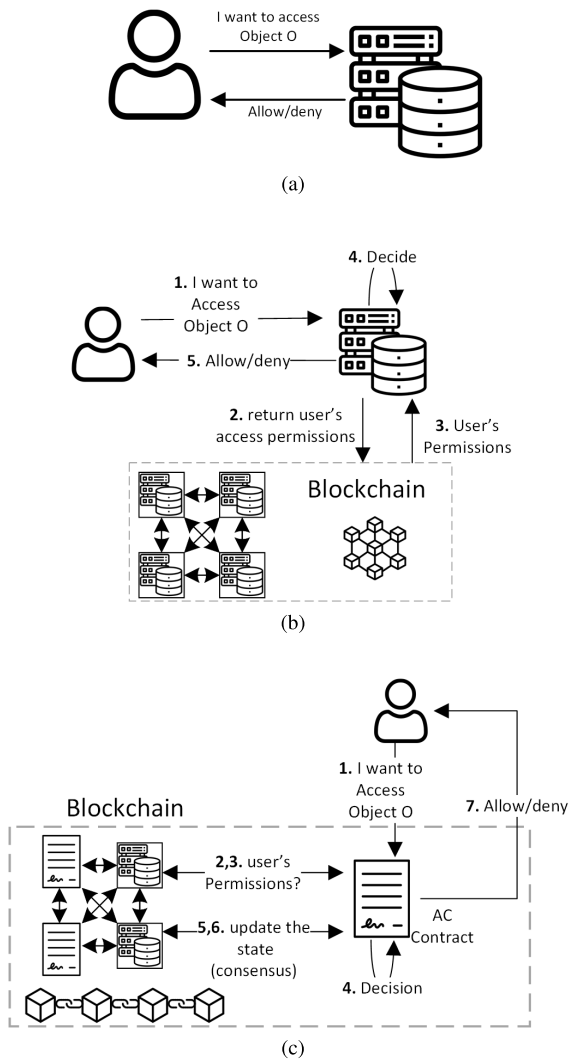 I want to access
Object O
Allow/deny
(a)
4. Decide
1. I want to
Access
Object O
5. Allow/deny
2. return user's
access permissions
3. User's
Permissions
Blockchain
(b)
1. I want to
Access
Object O
7. Allow/deny
Blockchain
2,3. user's
Permissions?
5,6. update the
state
(consensus)
AC
Contract
4. Decision
(c)